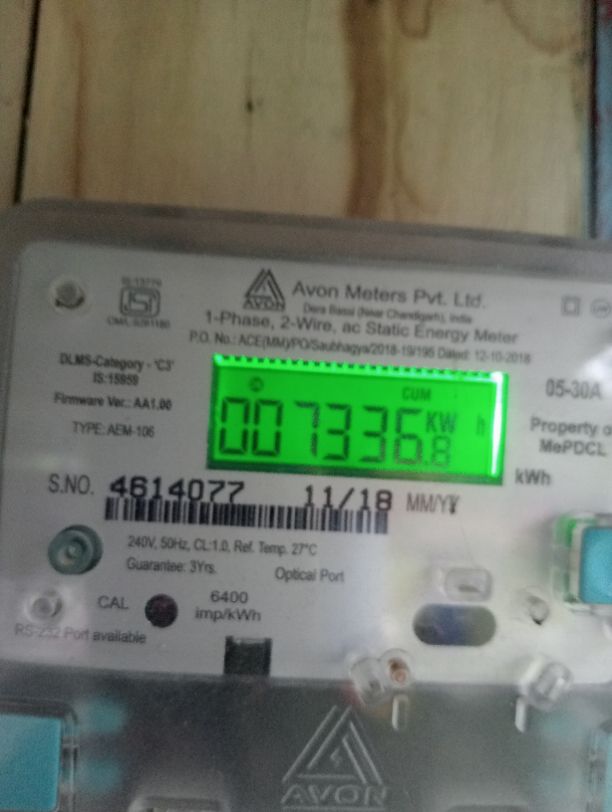 IS:13779
ISI
AVON
Avon Meters Pvt. Ltd.
Dera Bassi (Near Chandigarh), India
1-Phase, 2-Wire, ac Static Energy Meter
P.O. No.: ACE(MM)/PO/Saubhagya/2018-19/195 Dated: 12-10-2018
DLMS-Category - 'C3'
IS:15959
Firmware Ver.: AA1.00
TYPE: AEM-106
CUM
007336.8 KW h
05-30A
Property o
MePDCL
kWh
S.NO. 4614077 11/18 MM/YY
240V, 50Hz, CL:1.0, Ref. Temp. 27°C
Guarantee: 3Yrs.
Optical Port
CAL
6400
imp/kWh
RS-232 Port available
AVON